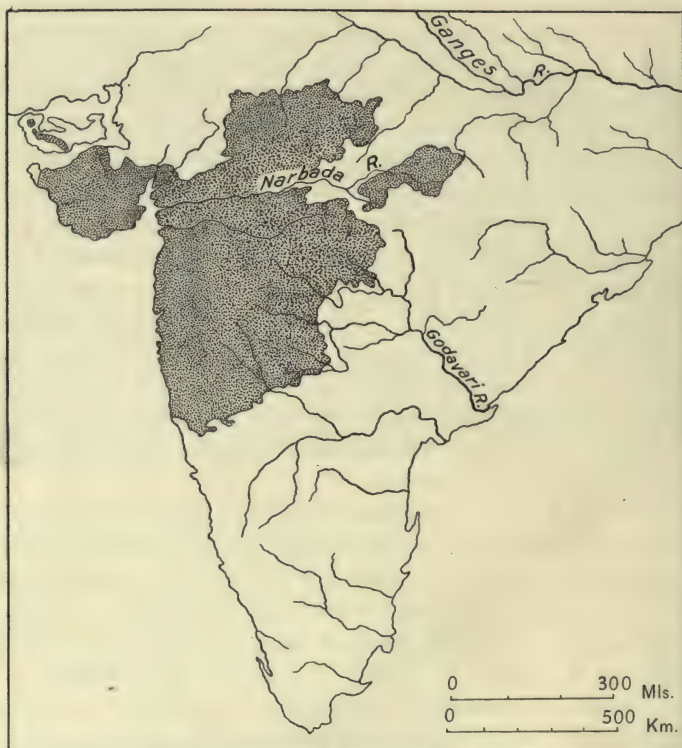 Ganges
R.
Narbada R.
Godavari R.
0 300 Mls.
0 500 Km.